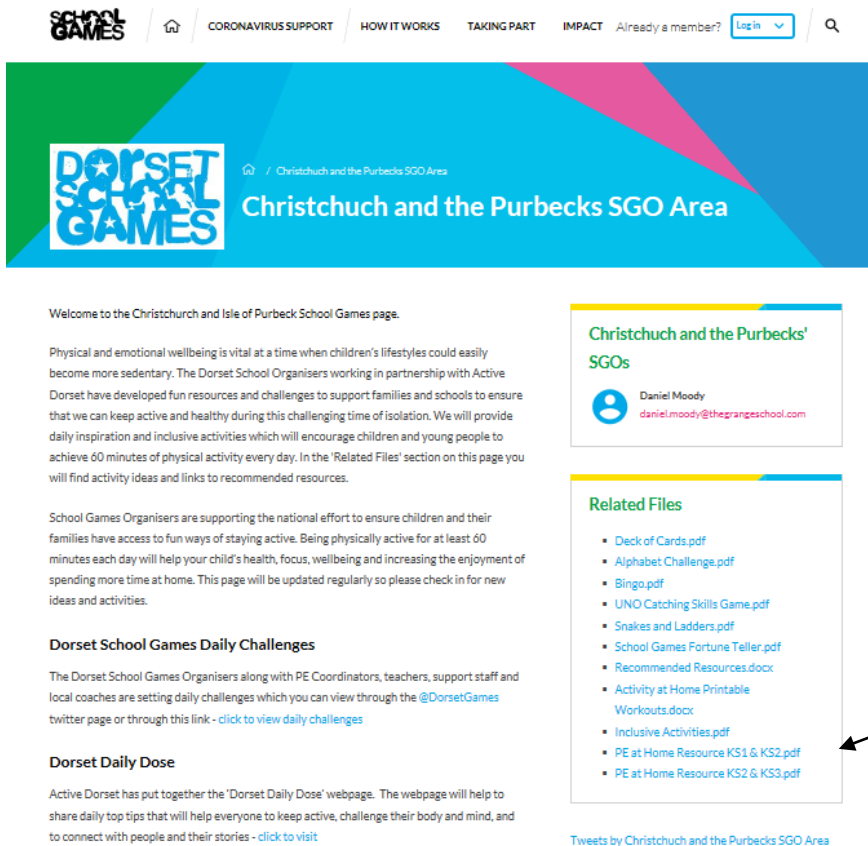 SCHOOL
GAMES
CORONAVIRUS SUPPORT
HOW IT WORKS
TAKING PART
IMPACT
Already a member?
Log in
DORSET
SCHOOL
GAMES
/ Christchuch and the Purbecks SGO Area
Christchuch and the Purbecks SGO Area
Welcome to the Christchurch and Isle of Purbeck School Games page.
Physical and emotional wellbeing is vital at a time when children's lifestyles could easily
become more sedentary. The Dorset School Organisers working in partnership with Active
Dorset have developed fun resources and challenges to support families and schools to ensure
that we can keep active and healthy during this challenging time of isolation. We will provide
daily inspiration and inclusive activities which will encourage children and young people to
achieve 60 minutes of physical activity every day. In the 'Related Files' section on this page you
will find activity ideas and links to recommended resources.
School Games Organisers are supporting the national effort to ensure children and their
families have access to fun ways of staying active. Being physically active for at least 60
minutes each day will help your child's health, focus, wellbeing and increasing the enjoyment of
spending more time at home. This page will be updated regularly so please check in for new
ideas and activities.
Dorset School Games Daily Challenges
The Dorset School Games Organisers along with PE Coordinators, teachers, support staff and
local coaches are setting daily challenges which you can view through the @DorsetGames
twitter page or through this link - click to view daily challenges
Dorset Daily Dose
Active Dorset has put together the 'Dorset Daily Dose' webpage. The webpage will help to
share daily top tips that will help everyone to keep active, challenge their body and mind, and
to connect with people and their stories - click to visit
Christchuch and the Purbecks'
SGOs
Daniel Moody
daniel.moody@thegrangeschool.com
Related Files
Deck of Cards.pdf
Alphabet Challenge.pdf
Bingo.pdf
UNO Catching Skills Game.pdf
Snakes and Ladders.pdf
School Games Fortune Teller.pdf
Recommended Resources.docx
Activity at Home Printable
Workouts.docx
Inclusive Activities.pdf
PE at Home Resource KS1 & KS2.pdf
PE at Home Resource KS2 & KS3.pdf
Tweets by Christchuch and the Purbecks SGO Area